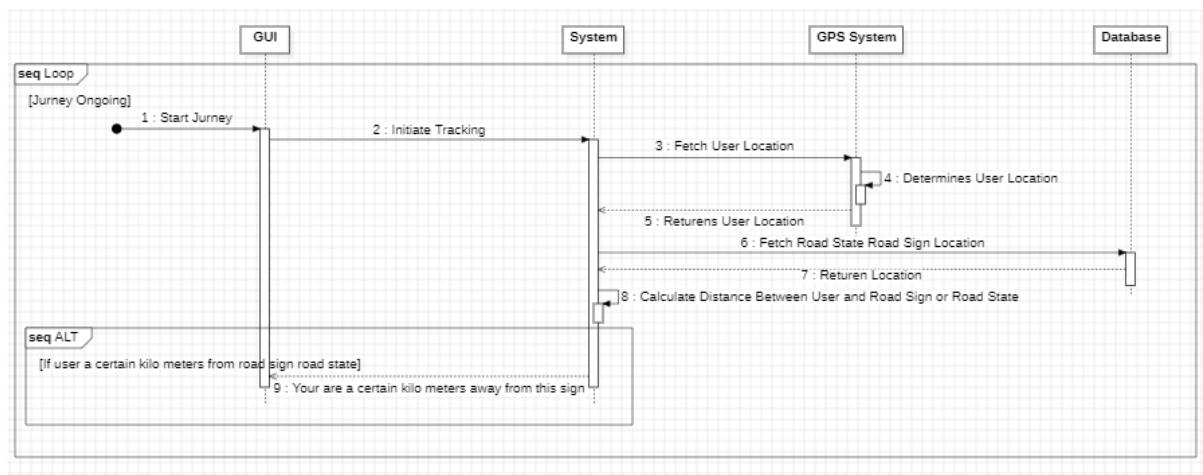 GUI
System
GPS System
Database
seq Loop
[Jurney Ongoing]
1 : Start Jurney
2 : Initiate Tracking
3 : Fetch User Location
4 : Determines User Location
5 : Returens User Location
6 : Fetch Road State Road Sign Location
7 : Returen Location
8 : Calculate Distance Between User and Road Sign or Road State
seq ALT
[If user a certain kilo meters from road sign road state]
9 : Your are a certain kilo meters away from this sign